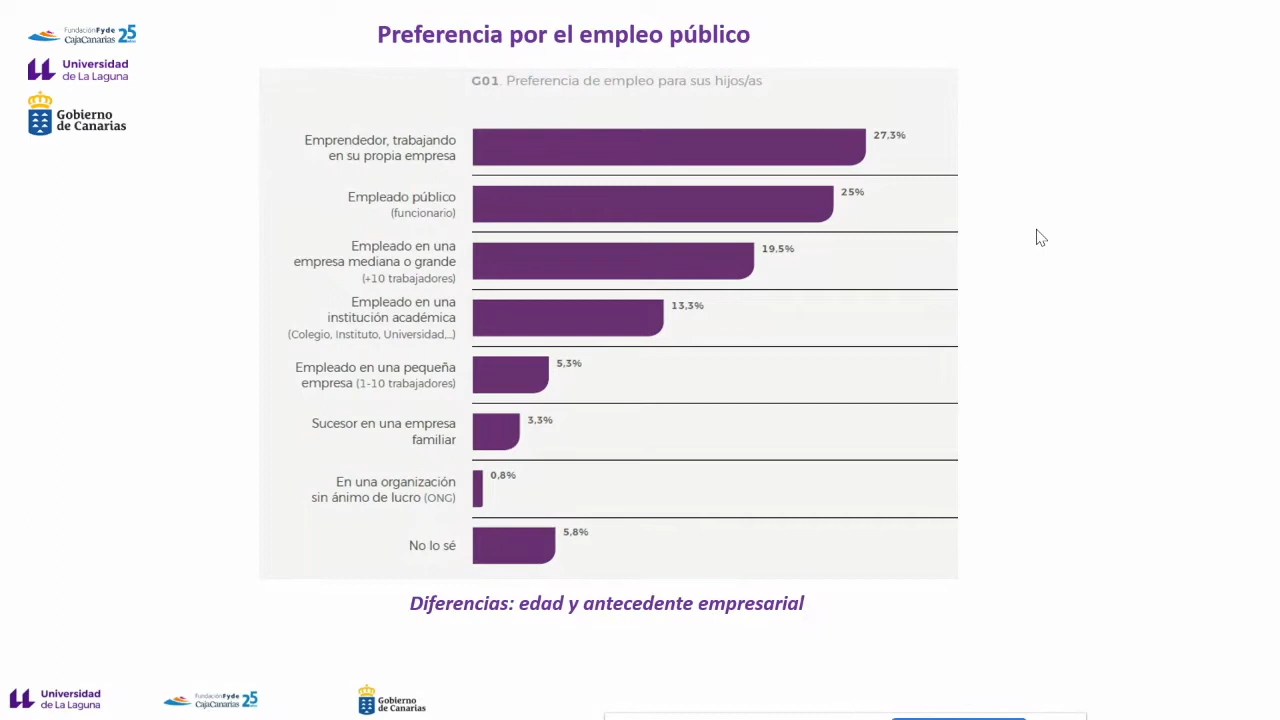 FundaciónFyde
CajaCanarias 25
Preferencia por el empleo público
Universidad
de La Laguna
Gobierno
de Canarias
G01. Preferencia de empleo para sus hijos/as
Emprendedor, trabajando
en su propia empresa
27,3%
Empleado público
(funcionario)
25%
Empleado en una
empresa mediana o grande
(+10 trabajadores)
19,5%
Empleado en una
institución académica
(Colegio, Instituto, Universidad,..)
13,3%
Empleado en una pequeña
empresa (1-10 trabajadores)
5,3%
Sucesor en una empresa
familiar
3,3%
En una organización
sin ánimo de lucro (ONG)
0,8%
No lo sé
5,8%
Diferencias: edad y antecedente empresarial
Universidad
de La Laguna
FundaciónFyde
CajaCanarias 25
Gobierno
de Canarias